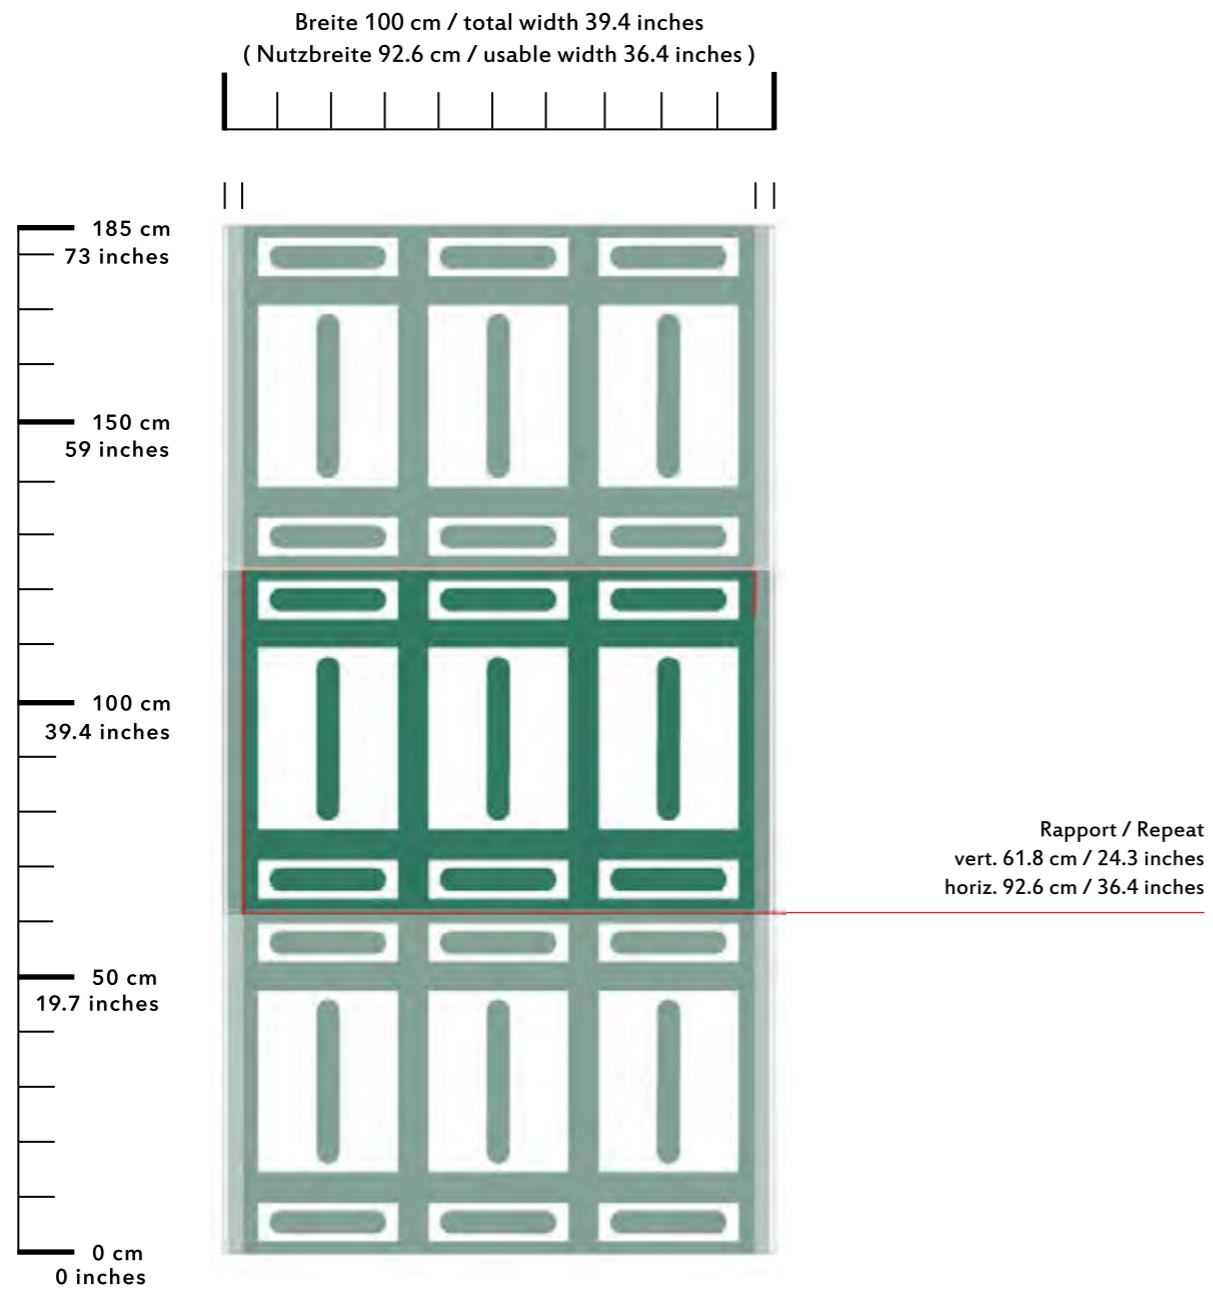 Breite 100 cm / total width 39.4 inches
( Nutzbreite 92.6 cm / usable width 36.4 inches )
185 cm
73 inches
150 cm
59 inches
100 cm
39.4 inches
Rapport / Repeat
vert. 61.8 cm / 24.3 inches
horiz. 92.6 cm / 36.4 inches
50 cm
19.7 inches
0 cm
0 inches